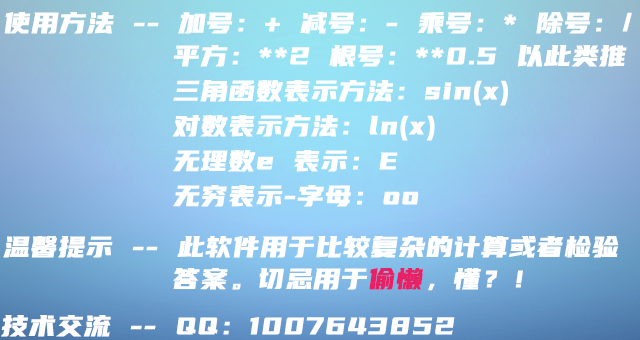 使用方法 -- 加号：+ 减号：- 乘号：* 除号：/
平方：**2 根号：**0.5 以此类推
三角函数表示方法：sin(x)
对数表示方法：ln(x)
无理数e 表示：E
无穷表示-字母：oo
温馨提示 -- 此软件用于比较复杂的计算或者检验
答案。切忌用于偷懒，懂？！
技术交流 -- QQ：1007643852